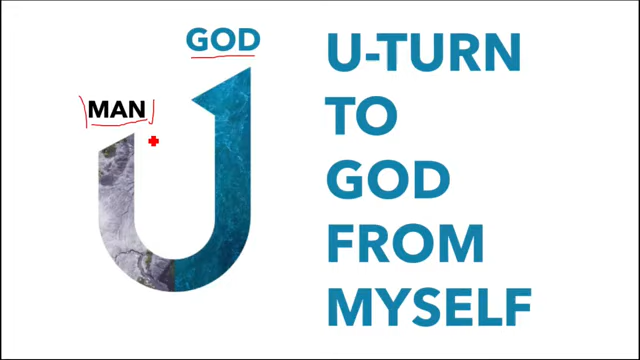 GOD
MAN
U-TURN
TO
GOD
FROM
MYSELF